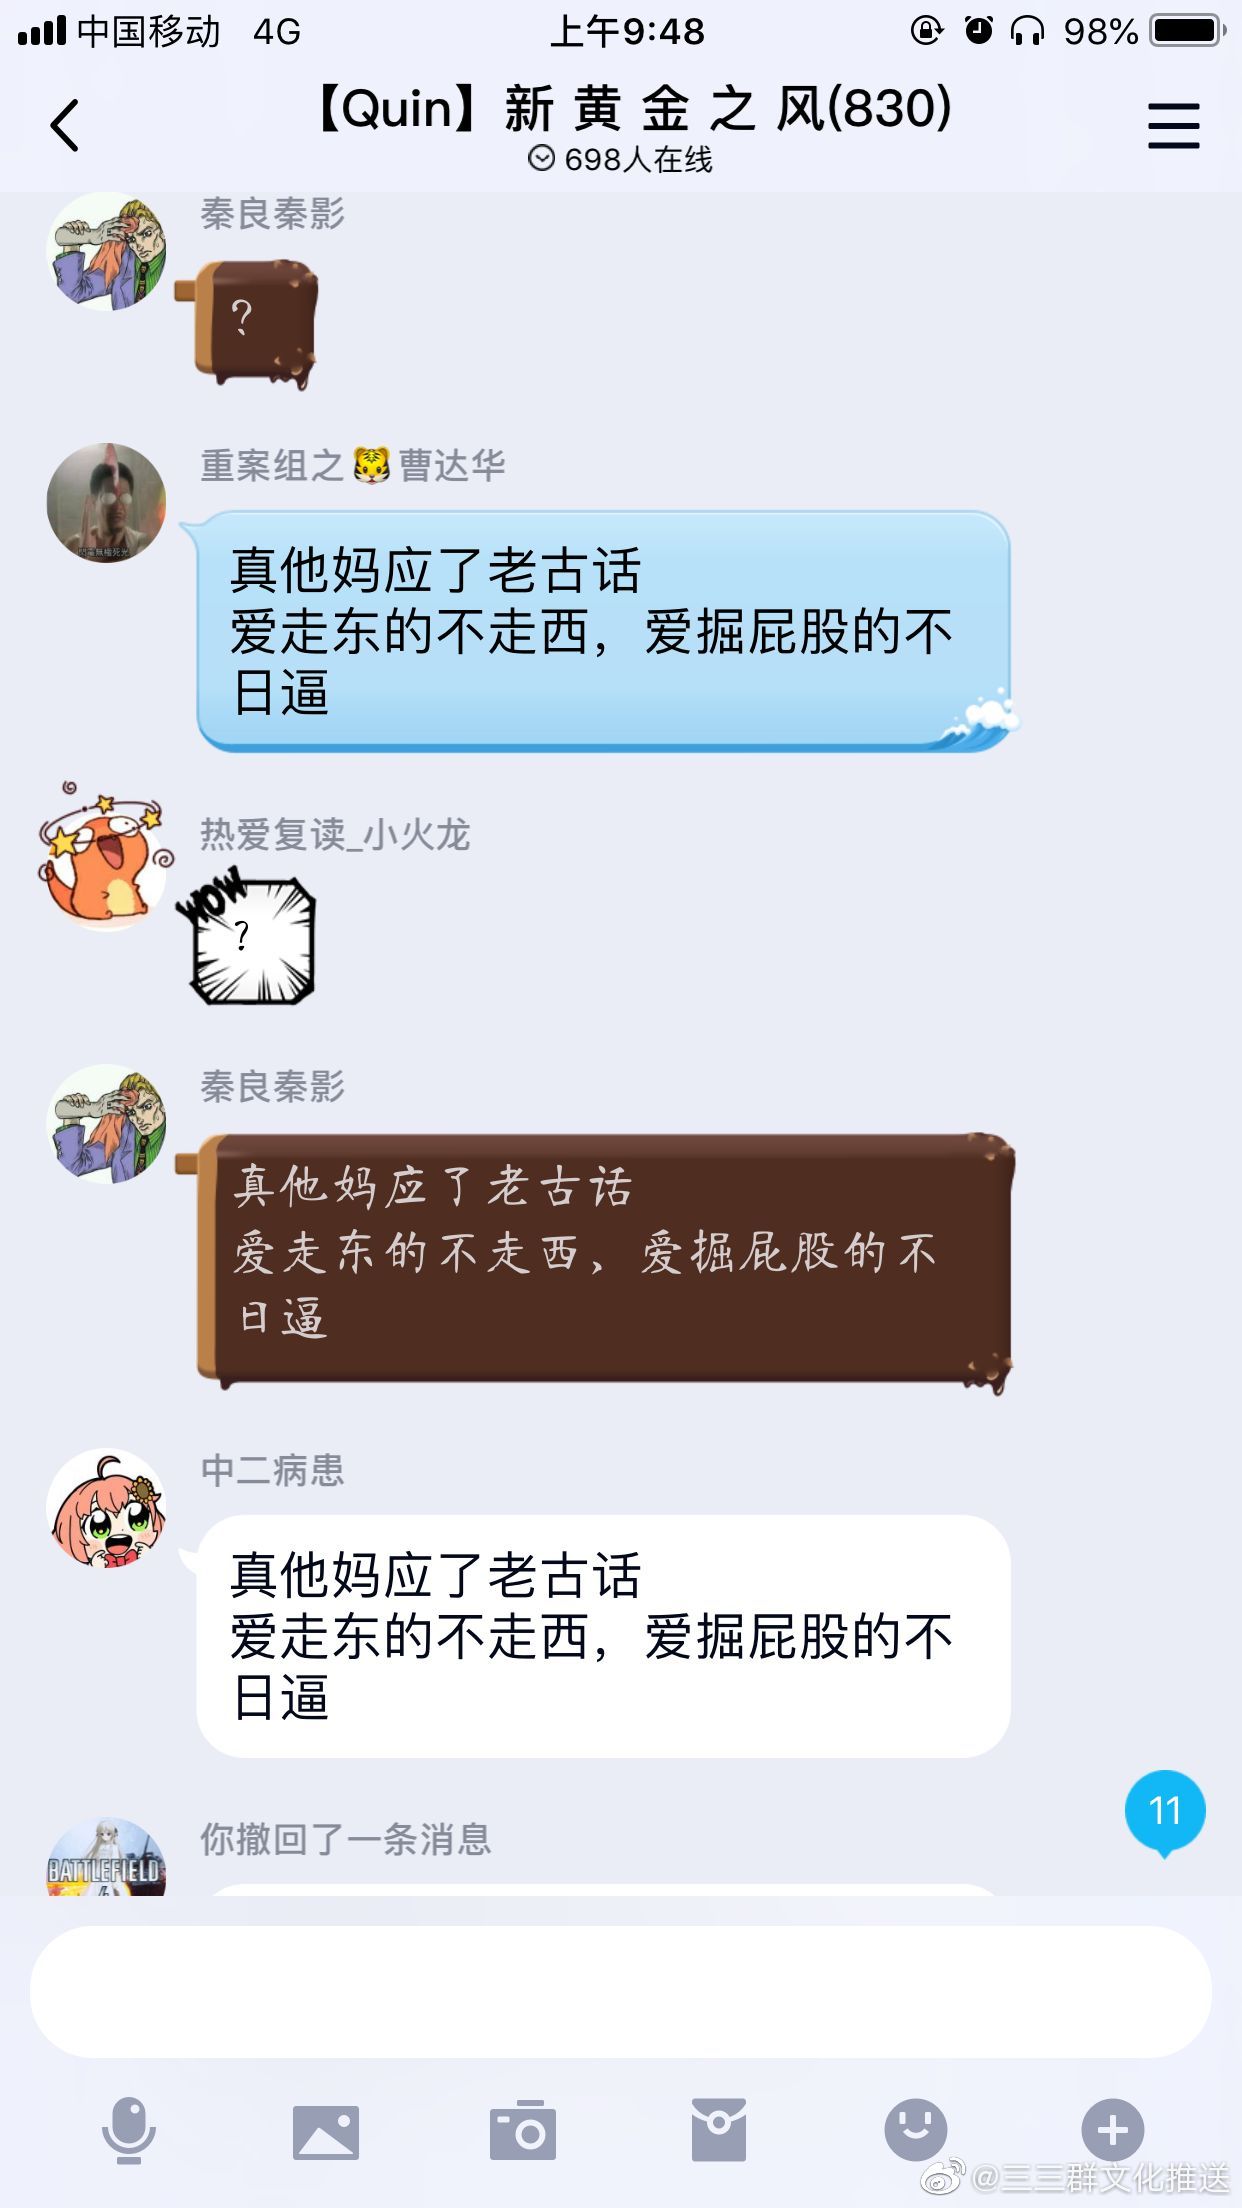 中国移动 4G 上午9:48 98%
【Quin】新 黄 金 之 风(830)
698人在线
秦良秦影
?
重案组之🐯曹达华
真他妈应了老古话
爱走东的不走西，爱掘屁股的不
日逼
热爱复读_小火龙
WOW
?
秦良秦影
真他妈应了老古话
爱走东的不走西，爱掘屁股的不
日逼
中二病患
真他妈应了老古话
爱走东的不走西，爱掘屁股的不
日逼
11
你撤回了一条消息
BATTLEFIELD
4
@三三群文化推送